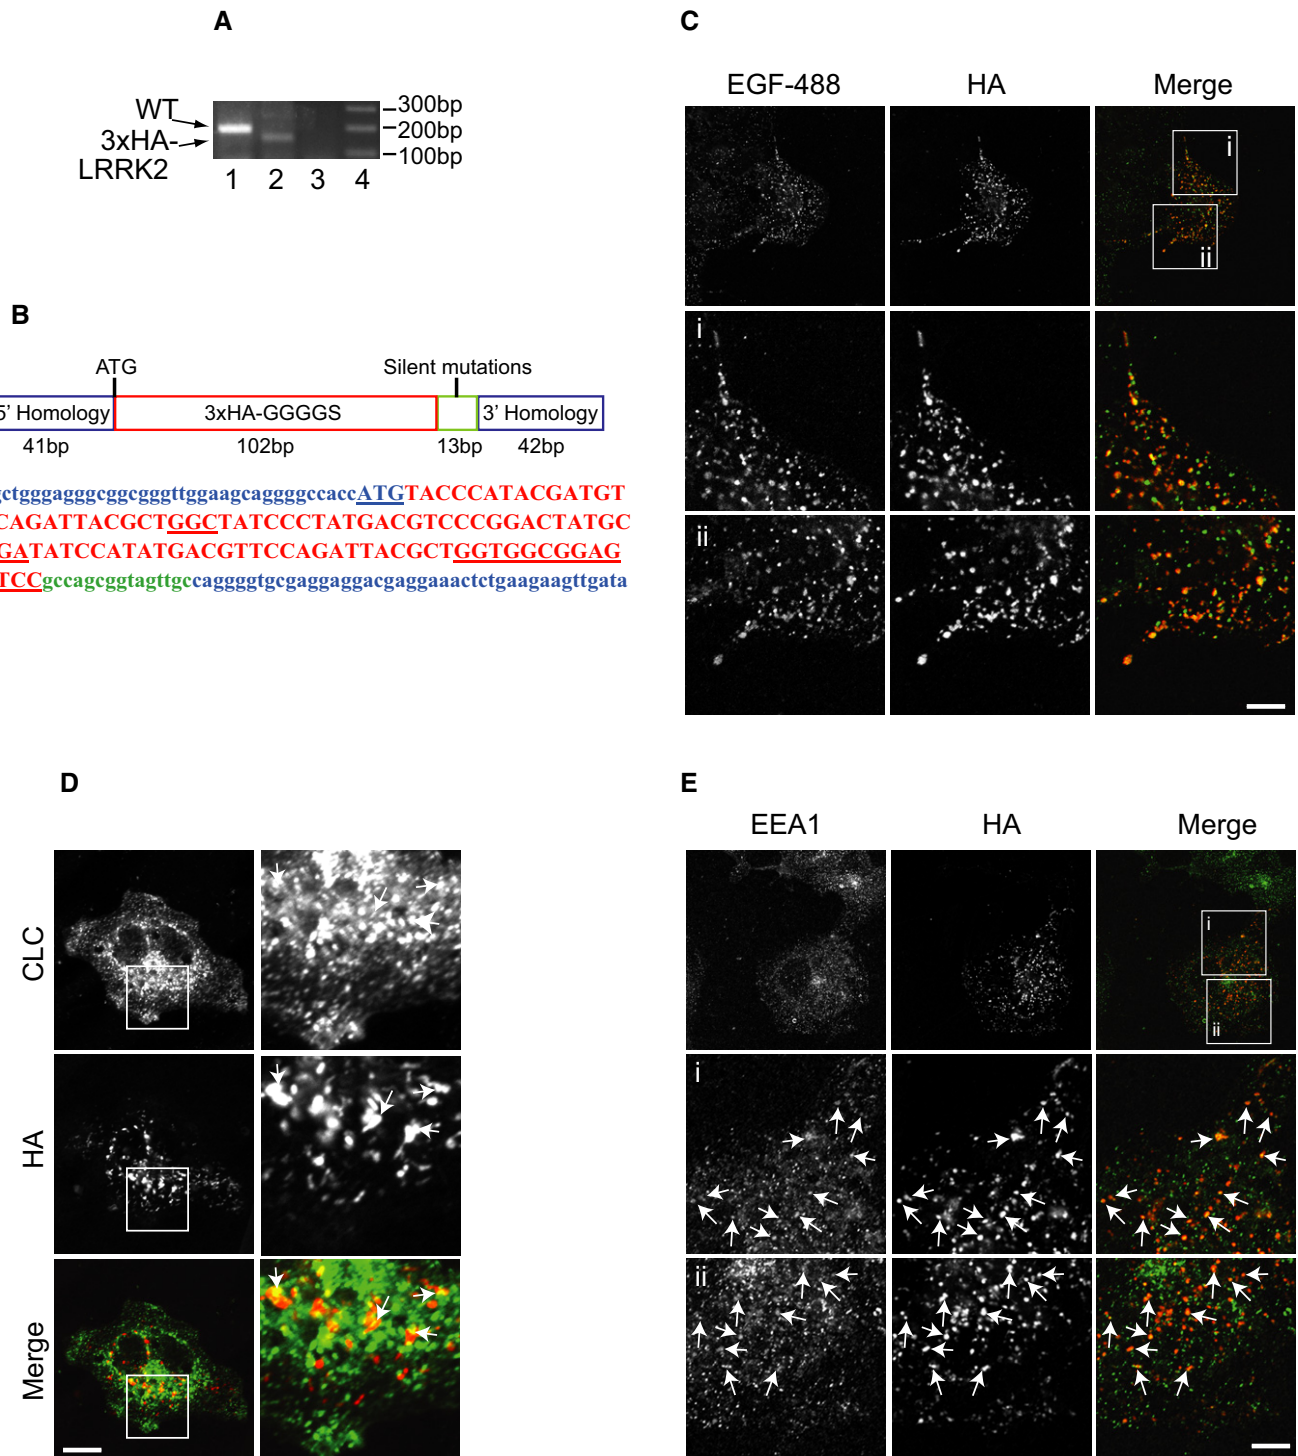 A
WT
3xHA-
LRRK2
300bp
200bp
100bp
1 2 3 4
B
ATG
Silent mutations
5' Homology
3xHA-GGGGS
3' Homology
41bp
102bp
13bp
42bp
gctgggagggcggcgggttggaagcaggggccaccATGTACCCATACGATGT
CAGATTACGCTGGCTATCCCTATGACGTCCCGGACTATGC
GATATCCATATGACGTTCCAGATTACGCTGGTGGCGGAG
TCCgccagcggtagttgccaggggtgcgaggaggacgaggaaactctgaagaagttgata
C
EGF-488
HA
Merge
i
ii
i
ii
D
CLC
HA
Merge
E
EEA1
HA
Merge
i
ii
i
ii